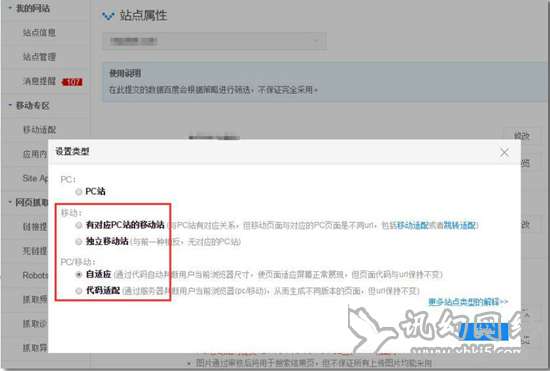 我的网站
站点信息
站点管理
消息提醒 107
移动专区
移动适配
应用内
Site Ap
网页抓取
链接提
死链提
Robots
抓取频
抓取诊
抓取异
站点属性
使用说明
在此提交的数据百度会根据策略进行筛选，不保证完全采用。
修改
设置类型
PC:
PC站
移动:
有对应PC站的移动站 (与PC站有对应关系，但移动页面与对应的PC页面是不同url，包括移动适配或者跳转适配)
独立移动站 (与前一种相反，无对应的PC站)
PC/移动:
自适应 (通过代码自动判断用户当前浏览器尺寸，使页面适应屏幕正常展现，但页面代码与url保持不变)
代码适配 (通过服务器判断用户当前浏览器(pc/移动)，从而生成不同版本的页面，但url保持不变)
更多站点类型的解释>>
讯幻网络
www.xhkj5.com
图片通过审核后将用于搜索结果页，但不保证所有上传图片均能采用